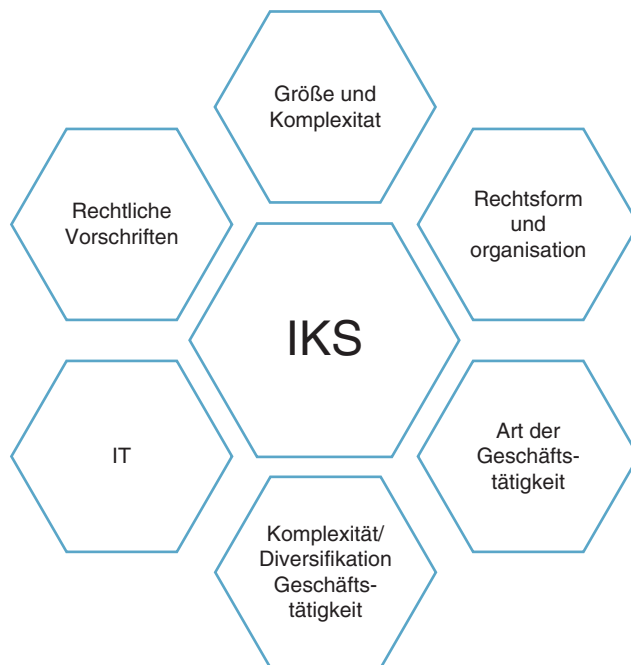 Größe und
Komplexitat
Rechtliche
Vorschriften
Rechtsform
und
organisation
IKS
IT
Art der
Geschäfts-
tätigkeit
Komplexität/
Diversifikation
Geschäfts-
tätigkeit